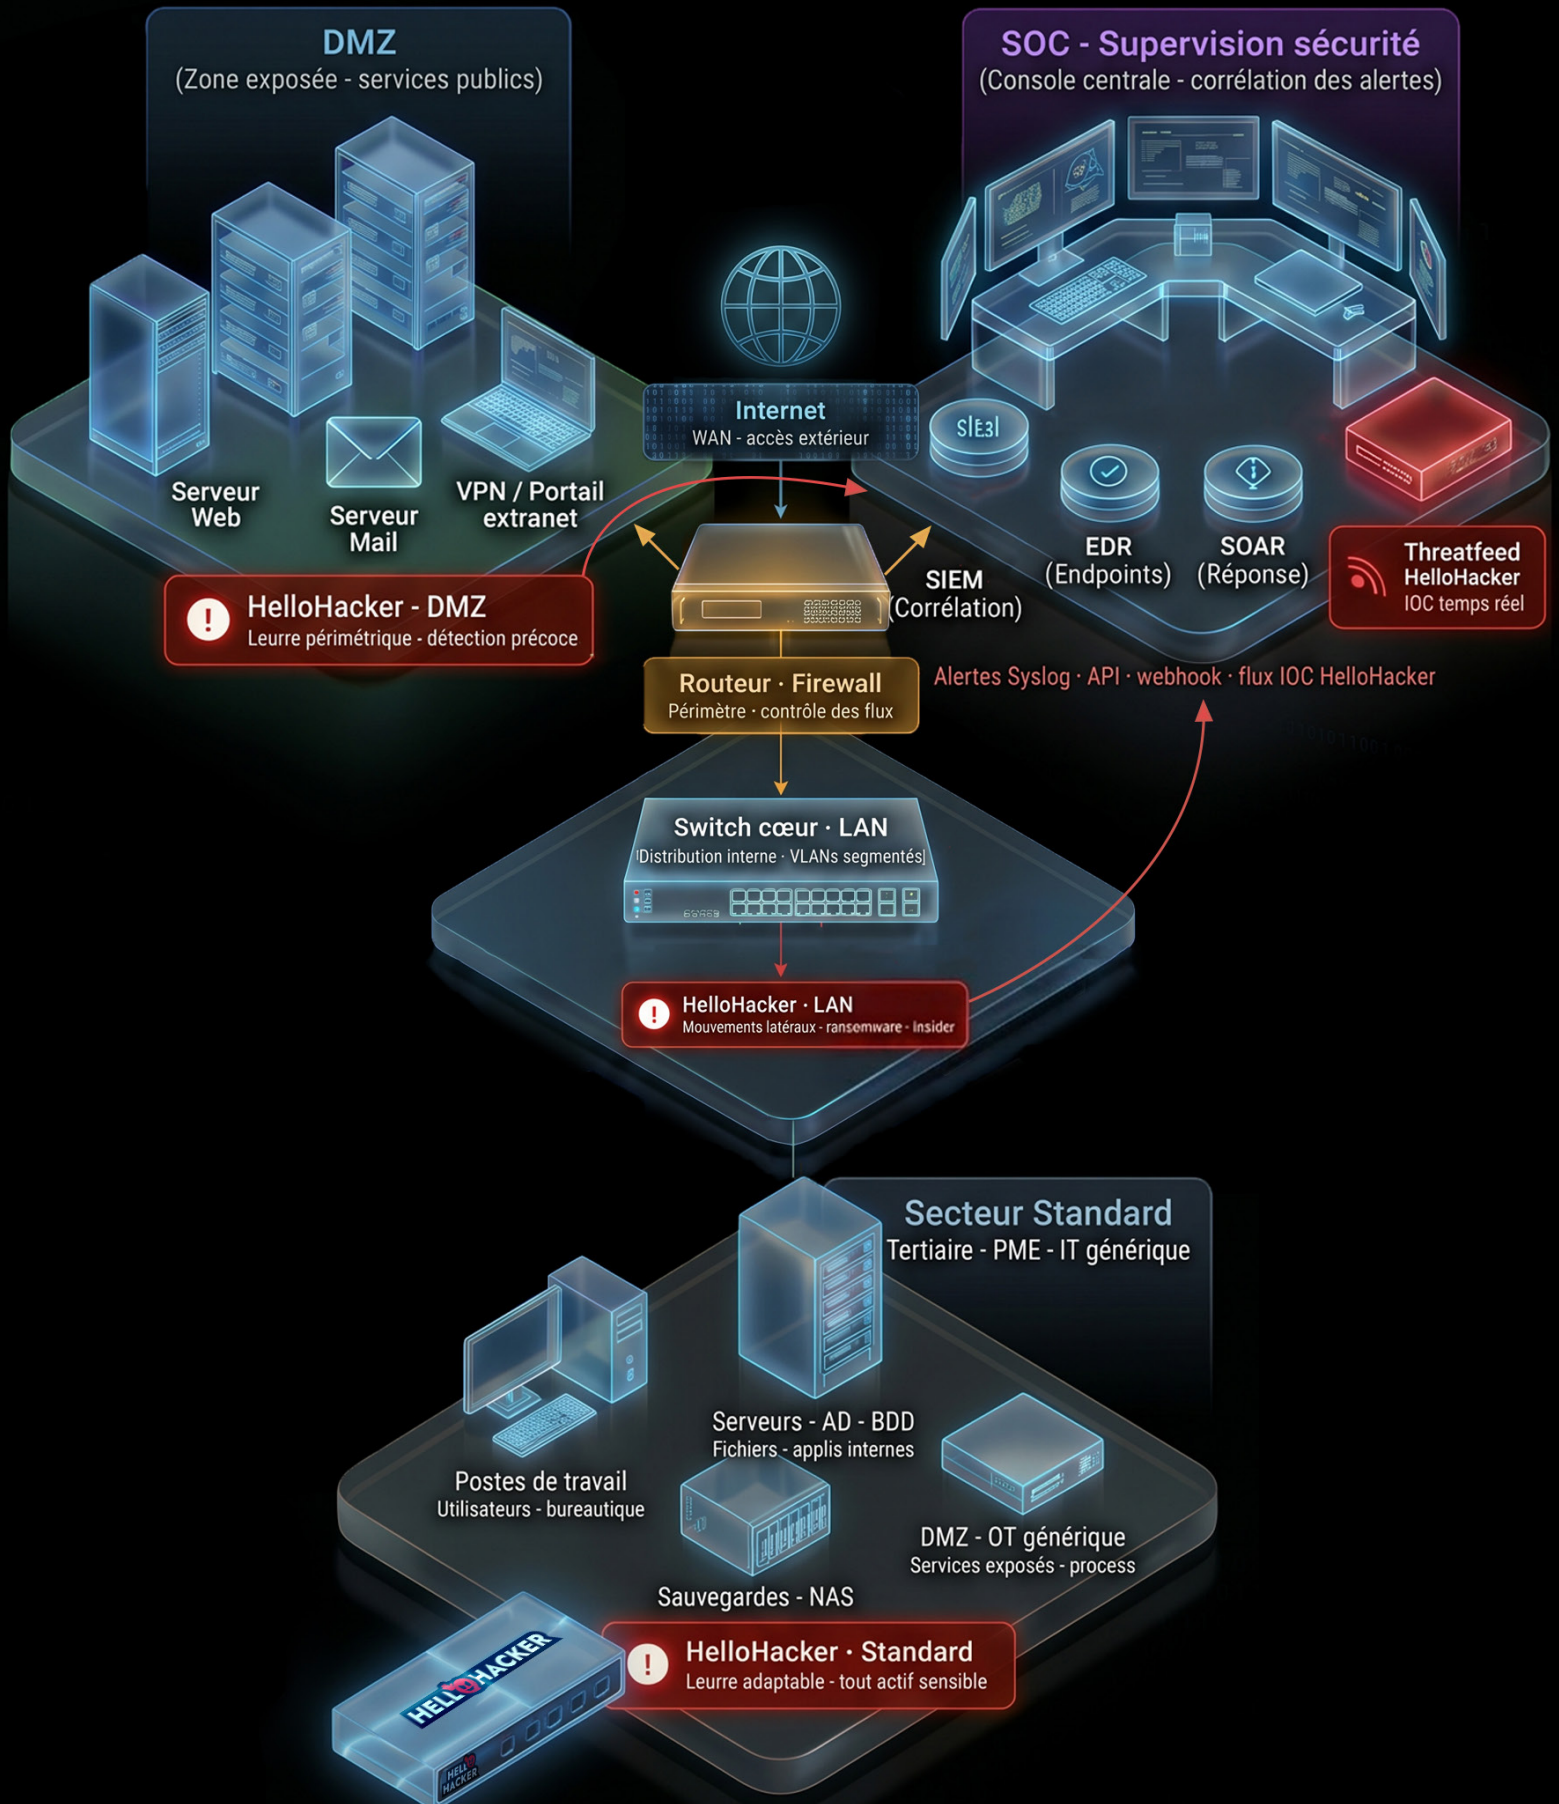 DMZ
(Zone exposée - services publics)
SOC - Supervision sécurité
(Console centrale - corrélation des alertes)
Internet
WAN - accès extérieur
Serveur
Web
Serveur
Mail
VPN / Portail
extranet
HelloHacker - DMZ
Leurre périmétrique - détection précoce
SIEM
(Corrélation)
EDR
(Endpoints)
SOAR
(Réponse)
Threatfeed
HelloHacker
IOC temps réel
Routeur · Firewall
Périmètre · contrôle des flux
Alertes Syslog · API · webhook · flux IOC HelloHacker
Switch cœur · LAN
Distribution interne · VLANs segmentés
HelloHacker · LAN
Mouvements latéraux - ransomware - Insider
Secteur Standard
Tertiaire - PME - IT générique
Serveurs - AD - BDD
Fichiers - applis internes
Postes de travail
Utilisateurs - bureautique
DMZ - OT générique
Services exposés - process
Sauvegardes - NAS
HelloHacker · Standard
Leurre adaptable - tout actif sensible
HELLO HACKER
HELLO
HACKER